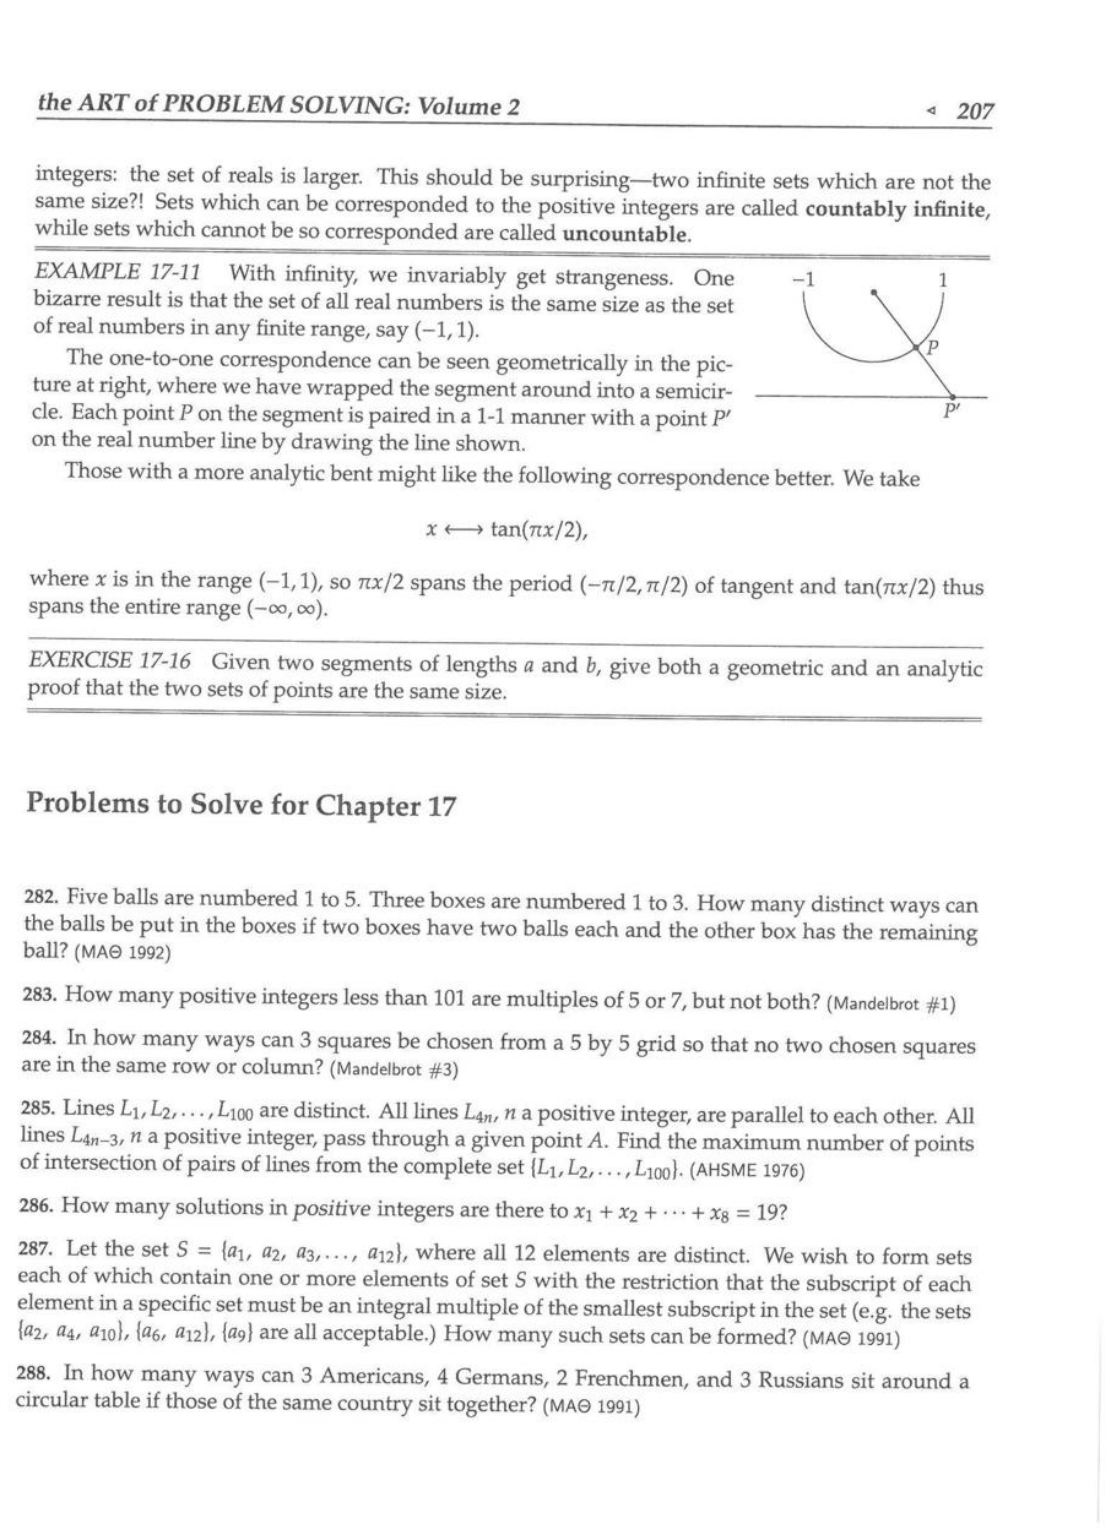 the ART of PROBLEM SOLVING: Volume 2 ◃ 207
integers: the set of reals is larger. This should be surprising—two infinite sets which are not the
same size?! Sets which can be corresponded to the positive integers are called countably infinite,
while sets which cannot be so corresponded are called uncountable.
EXAMPLE 17-11 With infinity, we invariably get strangeness. One
bizarre result is that the set of all real numbers is the same size as the set
of real numbers in any finite range, say (−1, 1).
The one-to-one correspondence can be seen geometrically in the pic-
ture at right, where we have wrapped the segment around into a semicir-
cle. Each point P on the segment is paired in a 1-1 manner with a point P′
on the real number line by drawing the line shown.
−1 1
P
P′
Those with a more analytic bent might like the following correspondence better. We take
x ⟷ tan(πx/2),
where x is in the range (−1, 1), so πx/2 spans the period (−π/2, π/2) of tangent and tan(πx/2) thus
spans the entire range (−∞, ∞).
EXERCISE 17-16 Given two segments of lengths a and b, give both a geometric and an analytic
proof that the two sets of points are the same size.
Problems to Solve for Chapter 17
282. Five balls are numbered 1 to 5. Three boxes are numbered 1 to 3. How many distinct ways can
the balls be put in the boxes if two boxes have two balls each and the other box has the remaining
ball? (MAΘ 1992)
283. How many positive integers less than 101 are multiples of 5 or 7, but not both? (Mandelbrot #1)
284. In how many ways can 3 squares be chosen from a 5 by 5 grid so that no two chosen squares
are in the same row or column? (Mandelbrot #3)
285. Lines L₁, L₂, . . . , L₁₀₀ are distinct. All lines L₄ₙ, n a positive integer, are parallel to each other. All
lines L₄ₙ₋₃, n a positive integer, pass through a given point A. Find the maximum number of points
of intersection of pairs of lines from the complete set {L₁, L₂, . . . , L₁₀₀}. (AHSME 1976)
286. How many solutions in positive integers are there to x₁ + x₂ + · · · + x₈ = 19?
287. Let the set S = {a₁, a₂, a₃, . . . , a₁₂}, where all 12 elements are distinct. We wish to form sets
each of which contain one or more elements of set S with the restriction that the subscript of each
element in a specific set must be an integral multiple of the smallest subscript in the set (e.g. the sets
{a₂, a₄, a₁₀}, {a₆, a₁₂}, {a₉} are all acceptable.) How many such sets can be formed? (MAΘ 1991)
288. In how many ways can 3 Americans, 4 Germans, 2 Frenchmen, and 3 Russians sit around a
circular table if those of the same country sit together? (MAΘ 1991)